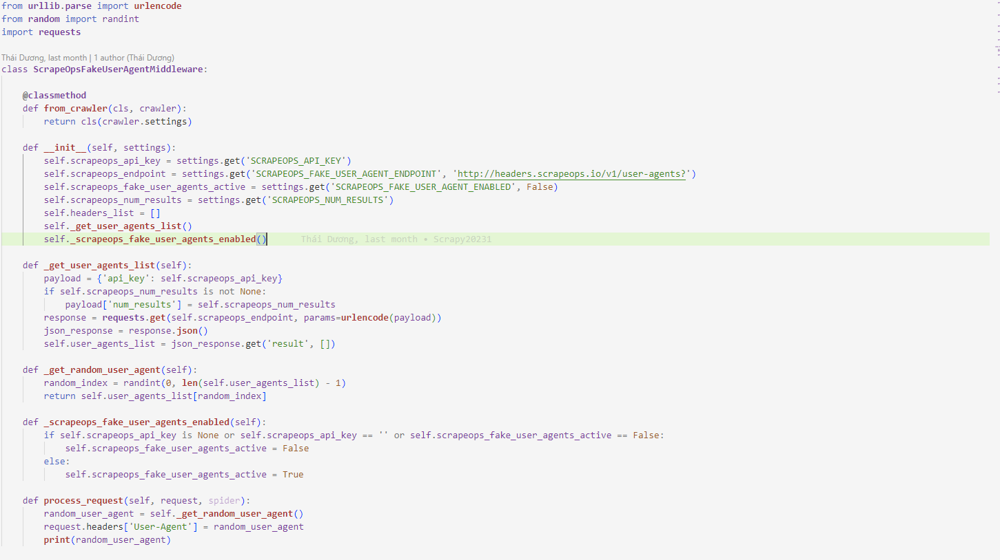 from urllib.parse import urlencode
from random import randint
import requests
Thái Dương, last month | 1 author (Thái Dương)
class ScrapeOpsFakeUserAgentMiddleware:
@classmethod
def from_crawler(cls, crawler):
return cls(crawler.settings)
def __init__(self, settings):
self.scrapeops_api_key = settings.get('SCRAPEOPS_API_KEY')
self.scrapeops_endpoint = settings.get('SCRAPEOPS_FAKE_USER_AGENT_ENDPOINT', 'http://headers.scrapeops.io/v1/user-agents?')
self.scrapeops_fake_user_agents_active = settings.get('SCRAPEOPS_FAKE_USER_AGENT_ENABLED', False)
self.scrapeops_num_results = settings.get('SCRAPEOPS_NUM_RESULTS')
self.headers_list = []
self._get_user_agents_list()
self._scrapeops_fake_user_agents_enabled() Thái Dương, last month • Scrapy20231
def _get_user_agents_list(self):
payload = {'api_key': self.scrapeops_api_key}
if self.scrapeops_num_results is not None:
payload['num_results'] = self.scrapeops_num_results
response = requests.get(self.scrapeops_endpoint, params=urlencode(payload))
json_response = response.json()
self.user_agents_list = json_response.get('result', [])
def _get_random_user_agent(self):
random_index = randint(0, len(self.user_agents_list) - 1)
return self.user_agents_list[random_index]
def _scrapeops_fake_user_agents_enabled(self):
if self.scrapeops_api_key is None or self.scrapeops_api_key == '' or self.scrapeops_fake_user_agents_active == False:
self.scrapeops_fake_user_agents_active = False
else:
self.scrapeops_fake_user_agents_active = True
def process_request(self, request, spider):
random_user_agent = self._get_random_user_agent()
request.headers['User-Agent'] = random_user_agent
print(random_user_agent)